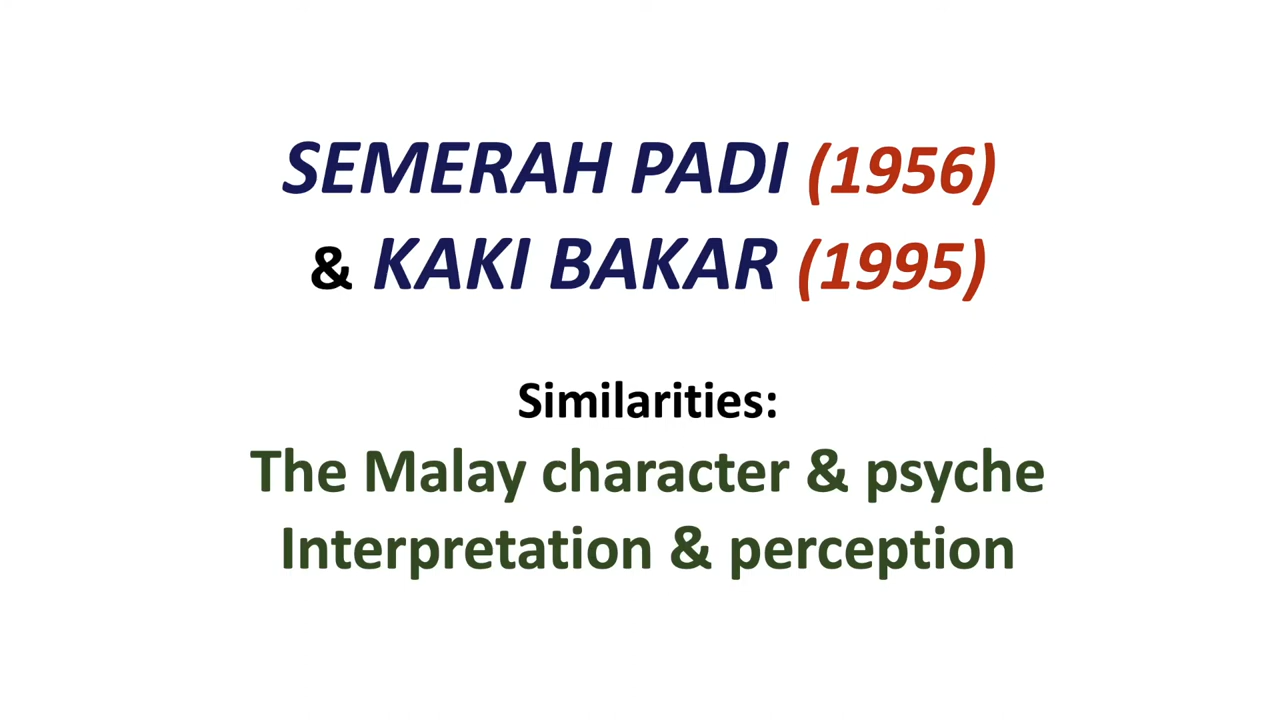 SEMERAH PADI (1956)
& KAKI BAKAR (1995)
Similarities:
The Malay character & psyche
Interpretation & perception